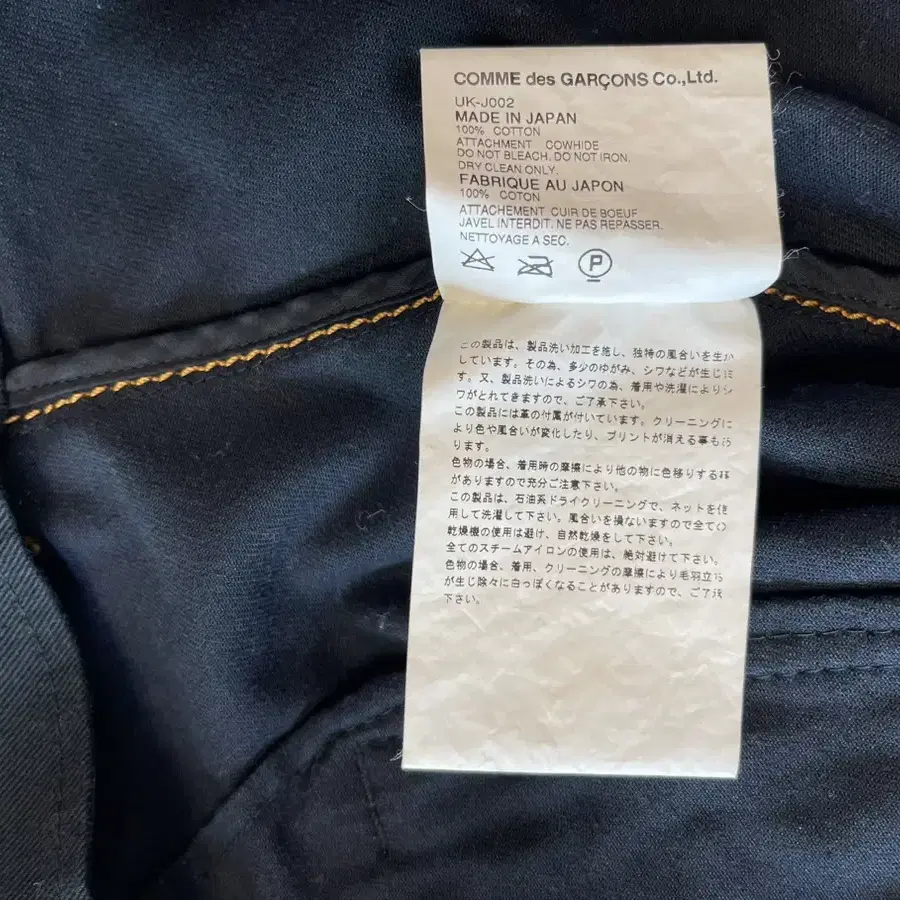 COMME des GARÇONS Co.,Ltd.
UK-J002
MADE IN JAPAN
100% COTTON
ATTACHMENT COWHIDE
DO NOT BLEACH. DO NOT IRON.
DRY CLEAN ONLY.
FABRIQUE AU JAPON
100% COTON
ATTACHEMENT CUIR DE BOEUF
JAVEL INTERDIT. NE PAS REPASSER.
NETTOYAGE A SEC.
P
この製品は、製品洗い加工を施し、独特の風合いを生か
しています。その為、多少のゆがみ、シワなどが生じま
す。又、製品洗いによるシワの為、着用や洗濯によりシ
ワがとれてきますので、ご了承下さい。
この製品には革の付属が付いています。クリーニングに
より色や風合いが変化したり、プリントが消える事もあ
ります。
色物の場合、着用時の摩擦により他の物に色移りする事
がありますので充分ご注意下さい。
この製品は、石油系ドライクリーニングで、ネットを使
用して洗濯して下さい。風合いを損ないますので全ての
乾燥機の使用は避け、自然乾燥をして下さい。
全てのスチームアイロンの使用は、絶対避けて下さい。
色物の場合、着用、クリーニングの摩擦により毛羽立ち
が生じ除々に白っぽくなることがありますので、ご了承
下さい。